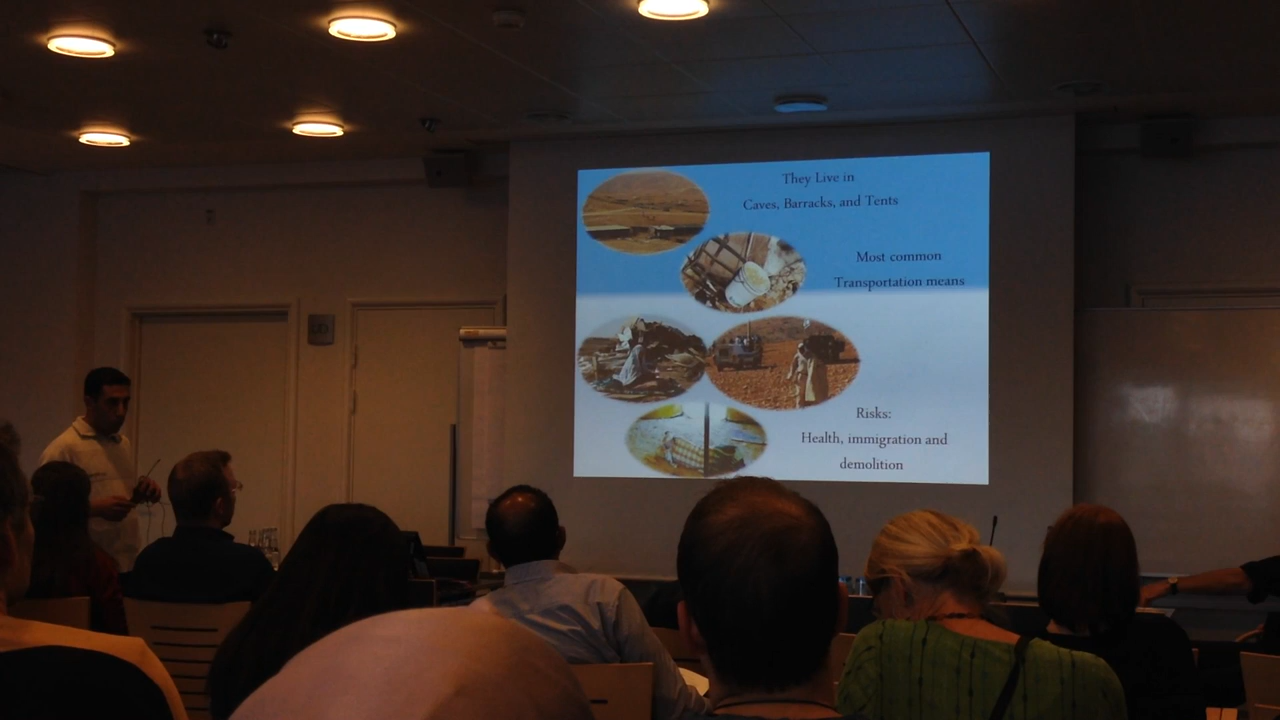 They Live in
Caves, Barracks, and Tents
Most common
Transportation means
Risks:
Health, immigration and
demolition